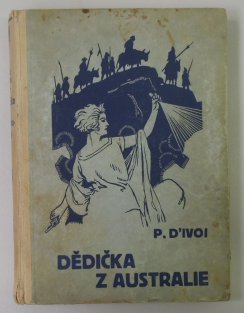 P. D'IVOI
DĚDIČKA
Z AUSTRALIE